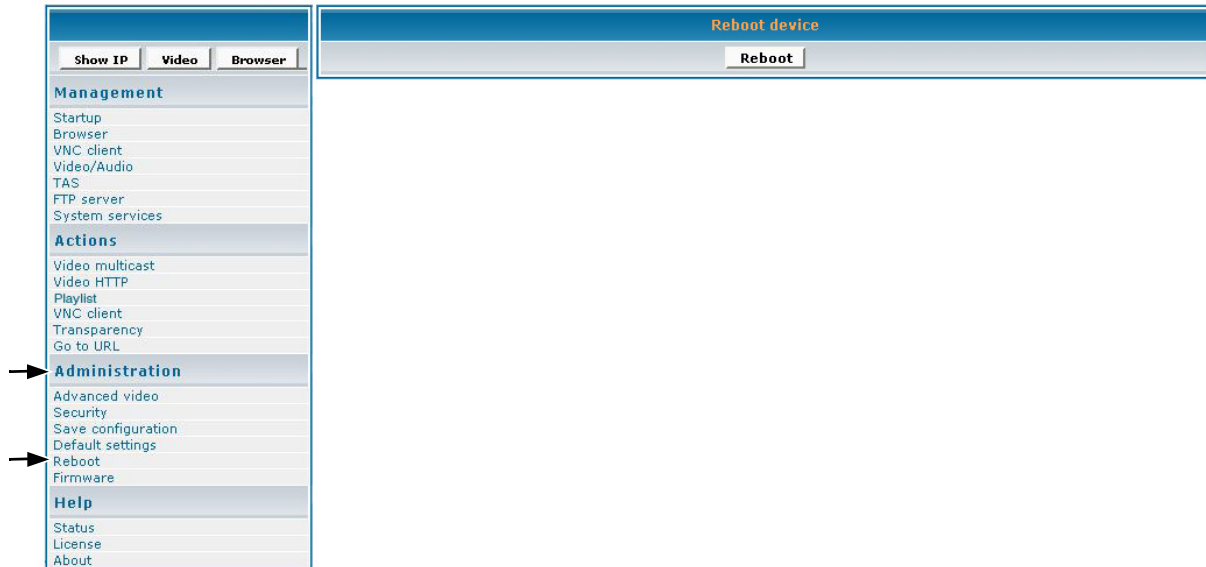 Reboot device
Show IP Video Browser
Reboot
Management
Startup
Browser
VNC client
Video/Audio
TAS
FTP server
System services
Actions
Video multicast
Video HTTP
Playlist
VNC client
Transparency
Go to URL
Administration
Advanced video
Security
Save configuration
Default settings
Reboot
Firmware
Help
Status
License
About